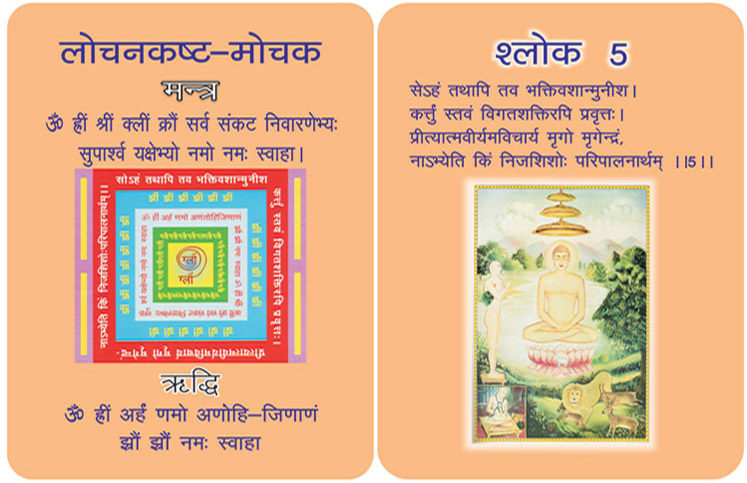 लोचनकष्ट–मोचक
मन्त्र
ॐ ह्रीं श्रीं क्लीं क्रौं सर्व संकट निवारणेभ्यः
सुपार्श्व यक्षेभ्यो नमो नमः स्वाहा।
सोऽहं तथापि तव भक्तिवशान्मुनीश
कर्त्तुं स्तवं विगतशक्तिरपि प्रवृत्तः।
प्रीत्यात्मवीर्यमविचार्य मृगो मृगेन्द्रं
नाऽभ्येति किं निजशिशोः परिपालनार्थम्।।
झ्रीं झ्रीं झ्रीं झ्रीं झ्रीं झ्रीं
ॐ ह्रीं अर्हं णमो अणंतोहिजिणाणं
ग्लौं
ग्लौं
ऋद्धि
ॐ ह्रीं अर्हं णमो अणोहि–जिणाणं
झ्रौं झ्रौं नमः स्वाहा
श्लोक 5
सेऽहं तथापि तव भक्तिवशान्मुनीश।
कर्त्तुं स्तवं विगतशक्तिरपि प्रवृत्तः।
प्रीत्यात्मवीर्यमविचार्य मृगो मृगेन्द्रं,
नाऽभ्येति किं निजशिशोः परिपालनार्थम् ।।5।।